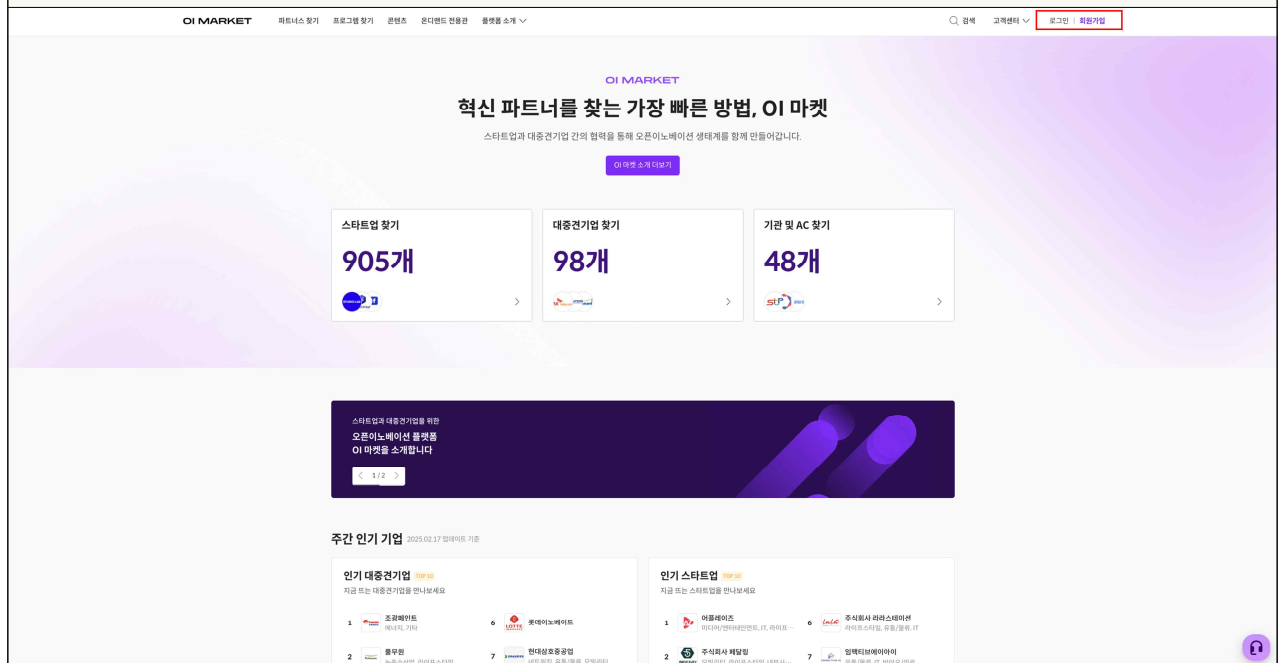 OI MARKET 파트너스 찾기 프로그램 찾기 콘텐츠 온디맨드 전용관 플랫폼 소개 검색 고객센터 로그인 | 회원가입
OI MARKET
혁신 파트너를 찾는 가장 빠른 방법, OI 마켓
스타트업과 대중견기업 간의 협력을 통해 오픈이노베이션 생태계를 함께 만들어갑니다.
OI 마켓 소개 더보기
스타트업 찾기
905개
대중견기업 찾기
98개
기관 및 AC 찾기
48개
스타트업과 대중견기업을 위한
오픈이노베이션 플랫폼
OI 마켓을 소개합니다
1 / 2
주간 인기 기업 2025.02.17 업데이트 기준
인기 대중견기업 TOP 10
지금 뜨는 대중견기업을 만나보세요
1 조광페인트
에너지, 기타
6 LOTTE 롯데이노베이트
2 풀무원
7 현대삼호중공업
인기 스타트업 TOP 10
지금 뜨는 스타트업을 만나보세요
1 어플레이즈
미디어/엔터테인먼트, IT, 라이프...
6 주식회사 라라스테이션
라이프스타일, 유통/물류, IT
2 주식회사 페달링
7 임팩티브에이아이